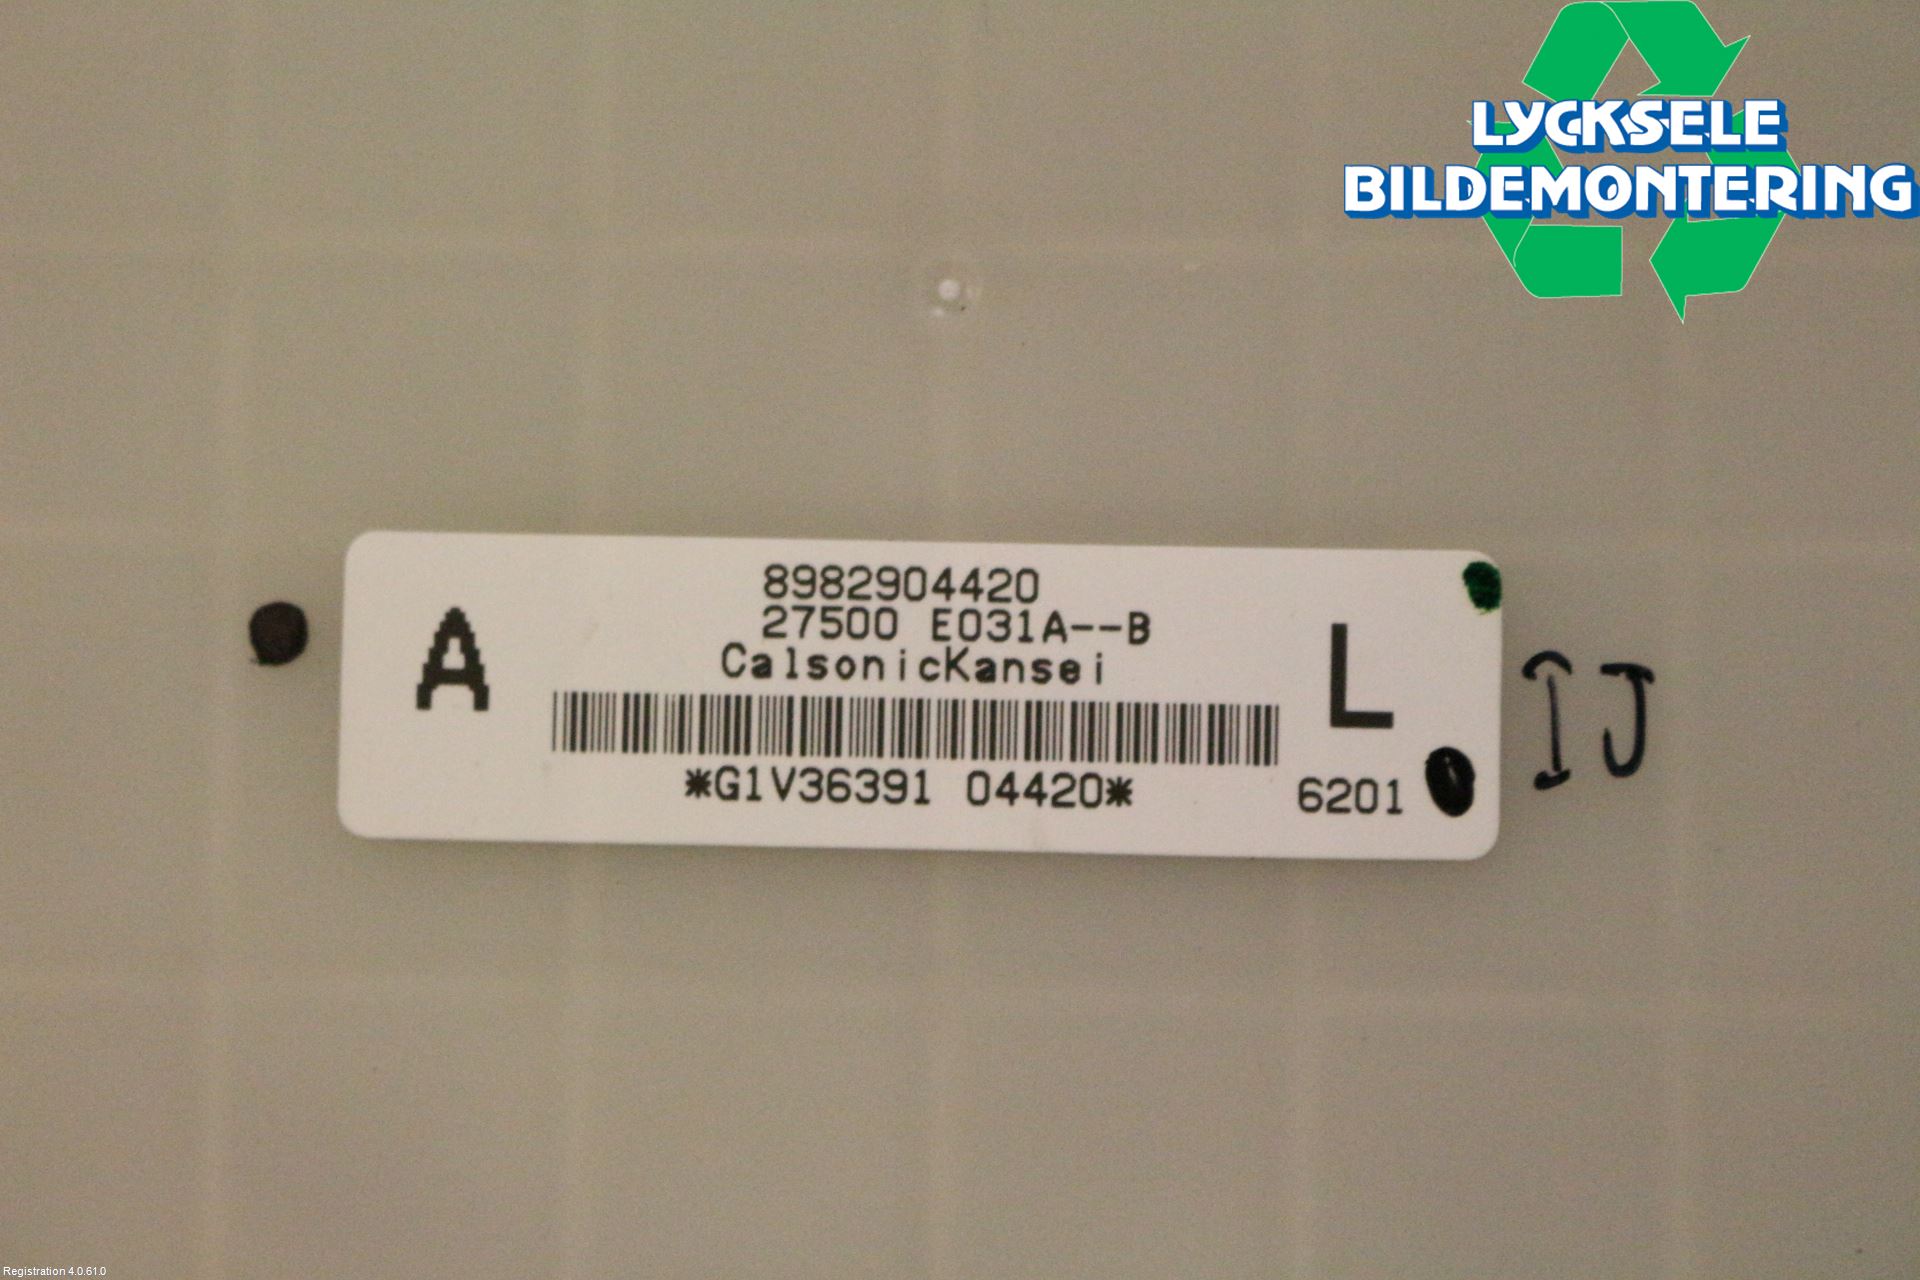 LYCKSELE
BILDEMONTERING
8982904420
27500 E031A--B
CalsonicKansei
A
L
*G1V36391 04420*
6201
IJ
Registration 4.0.61.0